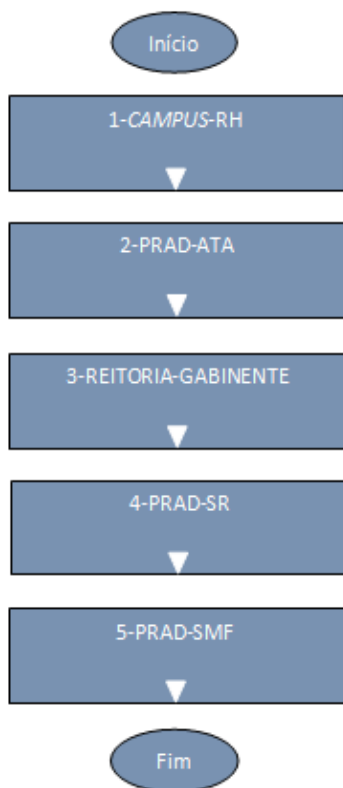 Início
1-CAMPUS-RH
2-PRAD-ATA
3-REITORIA-GABINENTE
4-PRAD-SR
5-PRAD-SMF
Fim